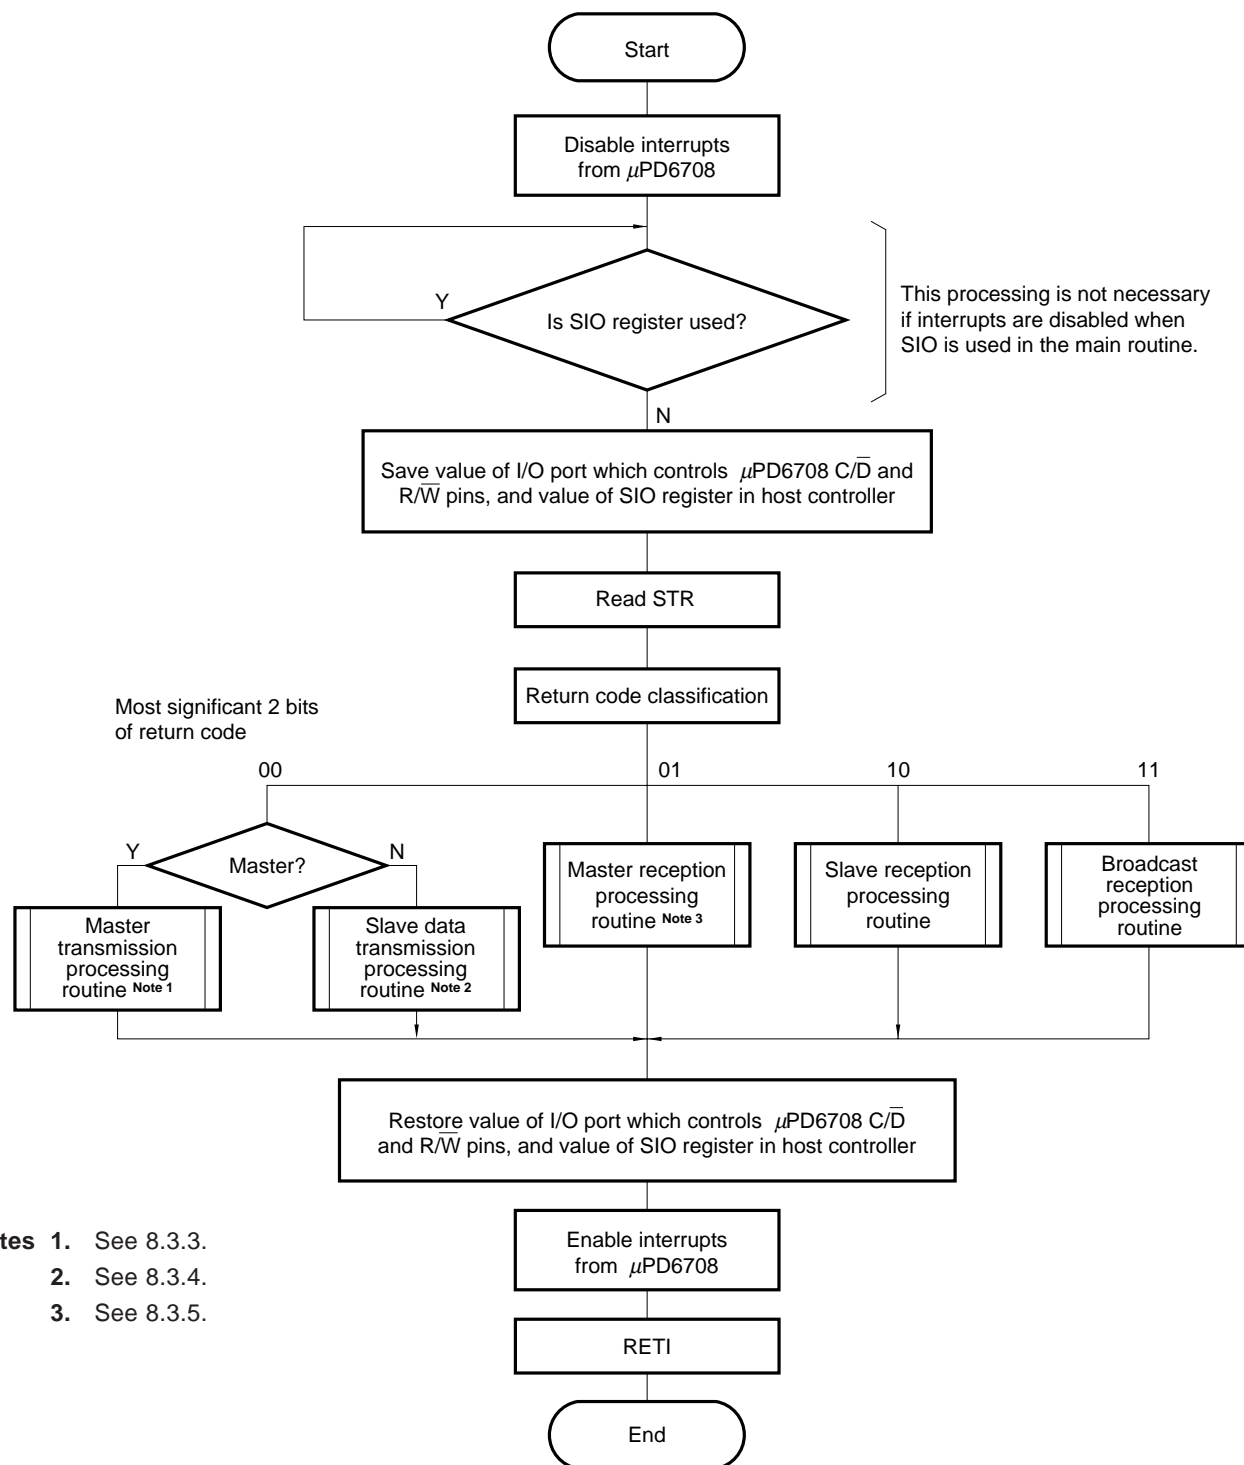 Start
Disable interrupts
from μPD6708
Y
Is SIO register used?
This processing is not necessary
if interrupts are disabled when
SIO is used in the main routine.
N
Save value of I/O port which controls μPD6708 C/D̅ and
R/W̅ pins, and value of SIO register in host controller
Read STR
Return code classification
Most significant 2 bits
of return code
00
01
10
11
Y
Master?
N
Master
transmission
processing
routine Note 1
Slave data
transmission
processing
routine Note 2
Master reception
processing
routine Note 3
Slave reception
processing
routine
Broadcast
reception
processing
routine
Restore value of I/O port which controls μPD6708 C/D̅
and R/W̅ pins, and value of SIO register in host controller
Enable interrupts
from μPD6708
RETI
End
tes 1. See 8.3.3.
2. See 8.3.4.
3. See 8.3.5.